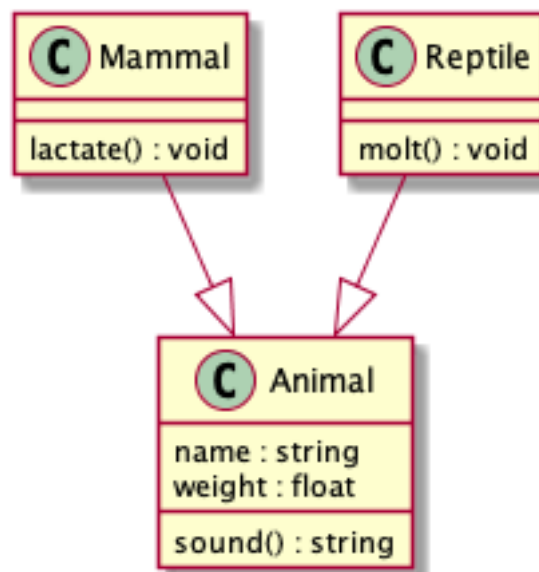 C Mammal
lactate() : void
C Reptile
molt() : void
C Animal
name : string
weight : float
sound() : string